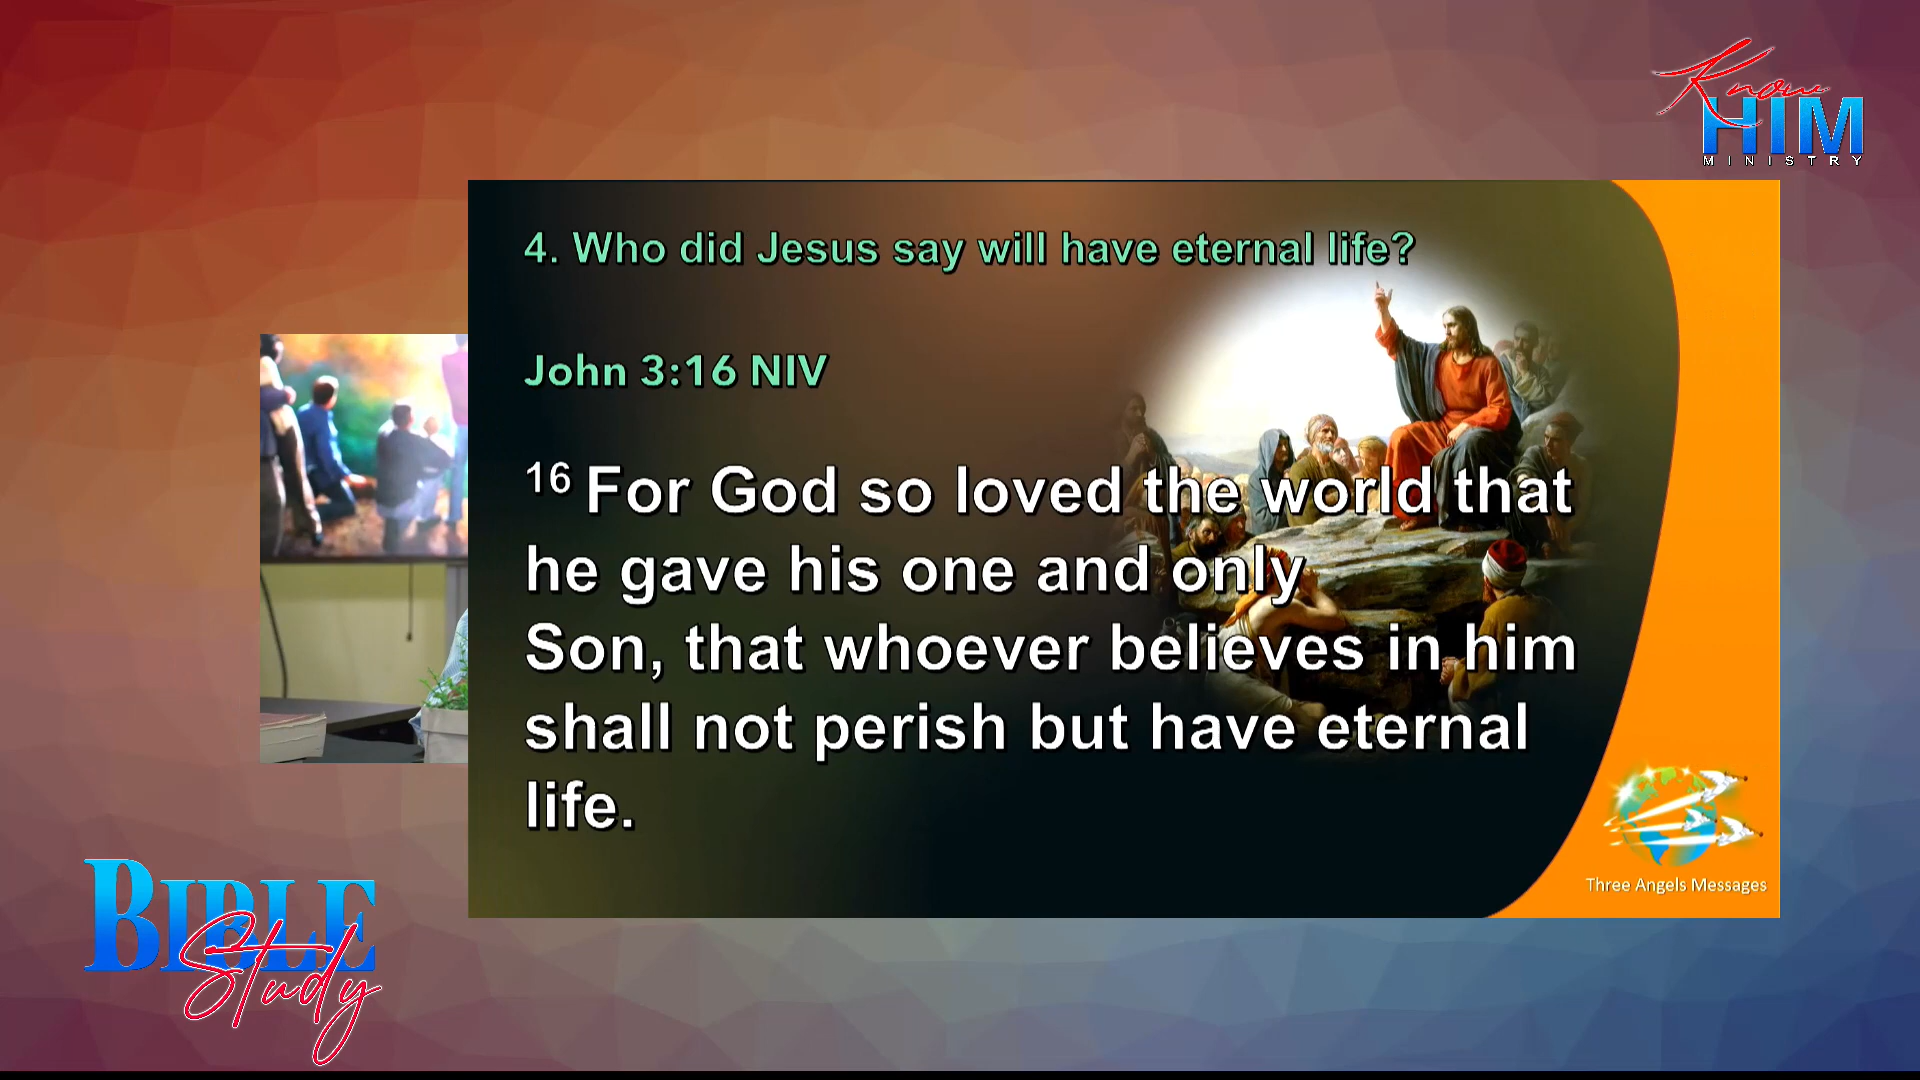 Know
HIM
MINISTRY
4. Who did Jesus say will have eternal life?
John 3:16 NIV
16 For God so loved the world that
he gave his one and only
Son, that whoever believes in him
shall not perish but have eternal
life.
Three Angels Messages
BIBLE
Study